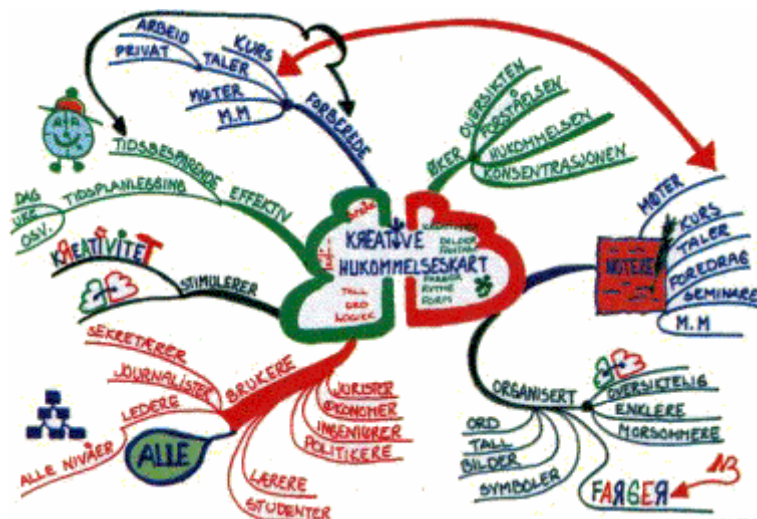 ARBEID
PRIVAT
KURS
TALER
MØTER
M.M
FORBEREDE
ØKER
OVERSIKTEN
FORSTÅELSEN
HUKOMMELSEN
KONSENTRASJONEN
TIDSBESPARENDE
EFFEKTIV
TIDSPLANLEGGING
DAG
UKE
OSV.
KREATIVITET
STIMULERER
KREATIVE
HUKOMMELSESKART
TALL
ORD
LOGIKK
BILDER
FARGER
RYTME
FORM
NOTERE
MØTER
KURS
TALER
FOREDRAG
SEMINARE
M.M
BRUKERE
SEKRETÆRER
JOURNALISTER
LEDERE
ALLE NIVÅER
ALLE
JURISTER
ØKONOMER
INGENIØRER
POLITIKERE
LÆRERE
STUDENTER
ORGANISERT
OVERSIKTELIG
ENKLERE
MORSOMMERE
ORD
TALL
BILDER
SYMBOLER
FARGER
NB